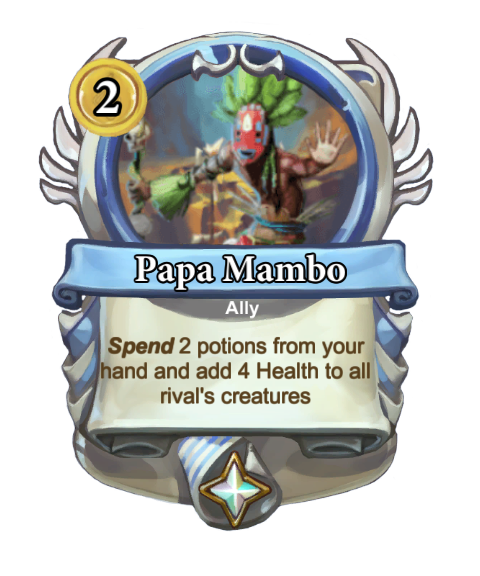 2
Papa Mambo
Ally
Spend 2 potions from your
hand and add 4 Health to all
rival's creatures